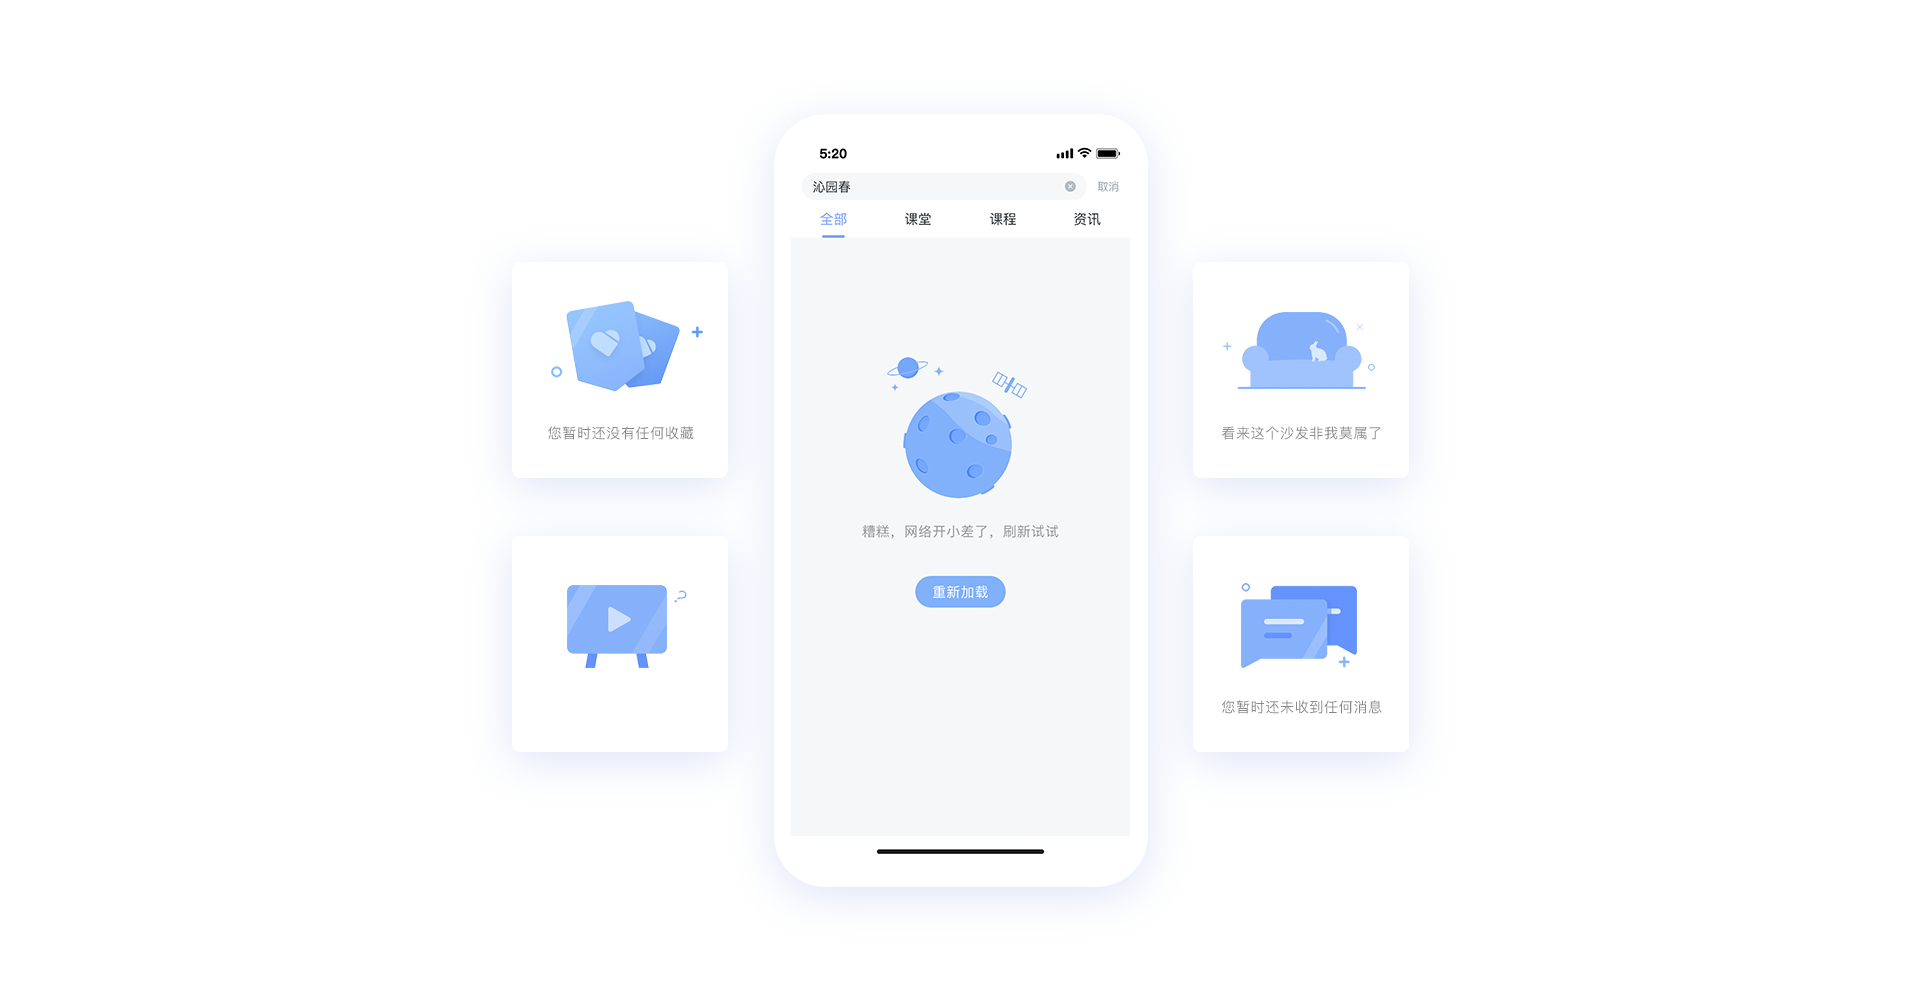 5:20
沁园春
取消
全部 课堂 课程 资讯
您暂时还没有任何收藏
看来这个沙发非我莫属了
糟糕，网络开小差了，刷新试试
重新加载
您暂时还未收到任何消息